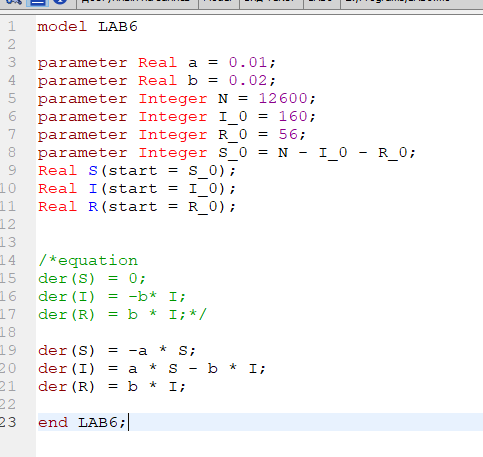 1 model LAB6
2
3 parameter Real a = 0.01;
4 parameter Real b = 0.02;
5 parameter Integer N = 12600;
6 parameter Integer I_0 = 160;
7 parameter Integer R_0 = 56;
8 parameter Integer S_0 = N - I_0 - R_0;
9 Real S(start = S_0);
10 Real I(start = I_0);
11 Real R(start = R_0);
12
13
14 /*equation
15 der(S) = 0;
16 der(I) = -b* I;
17 der(R) = b * I;*/
18
19 der(S) = -a * S;
20 der(I) = a * S - b * I;
21 der(R) = b * I;
22
23 end LAB6;